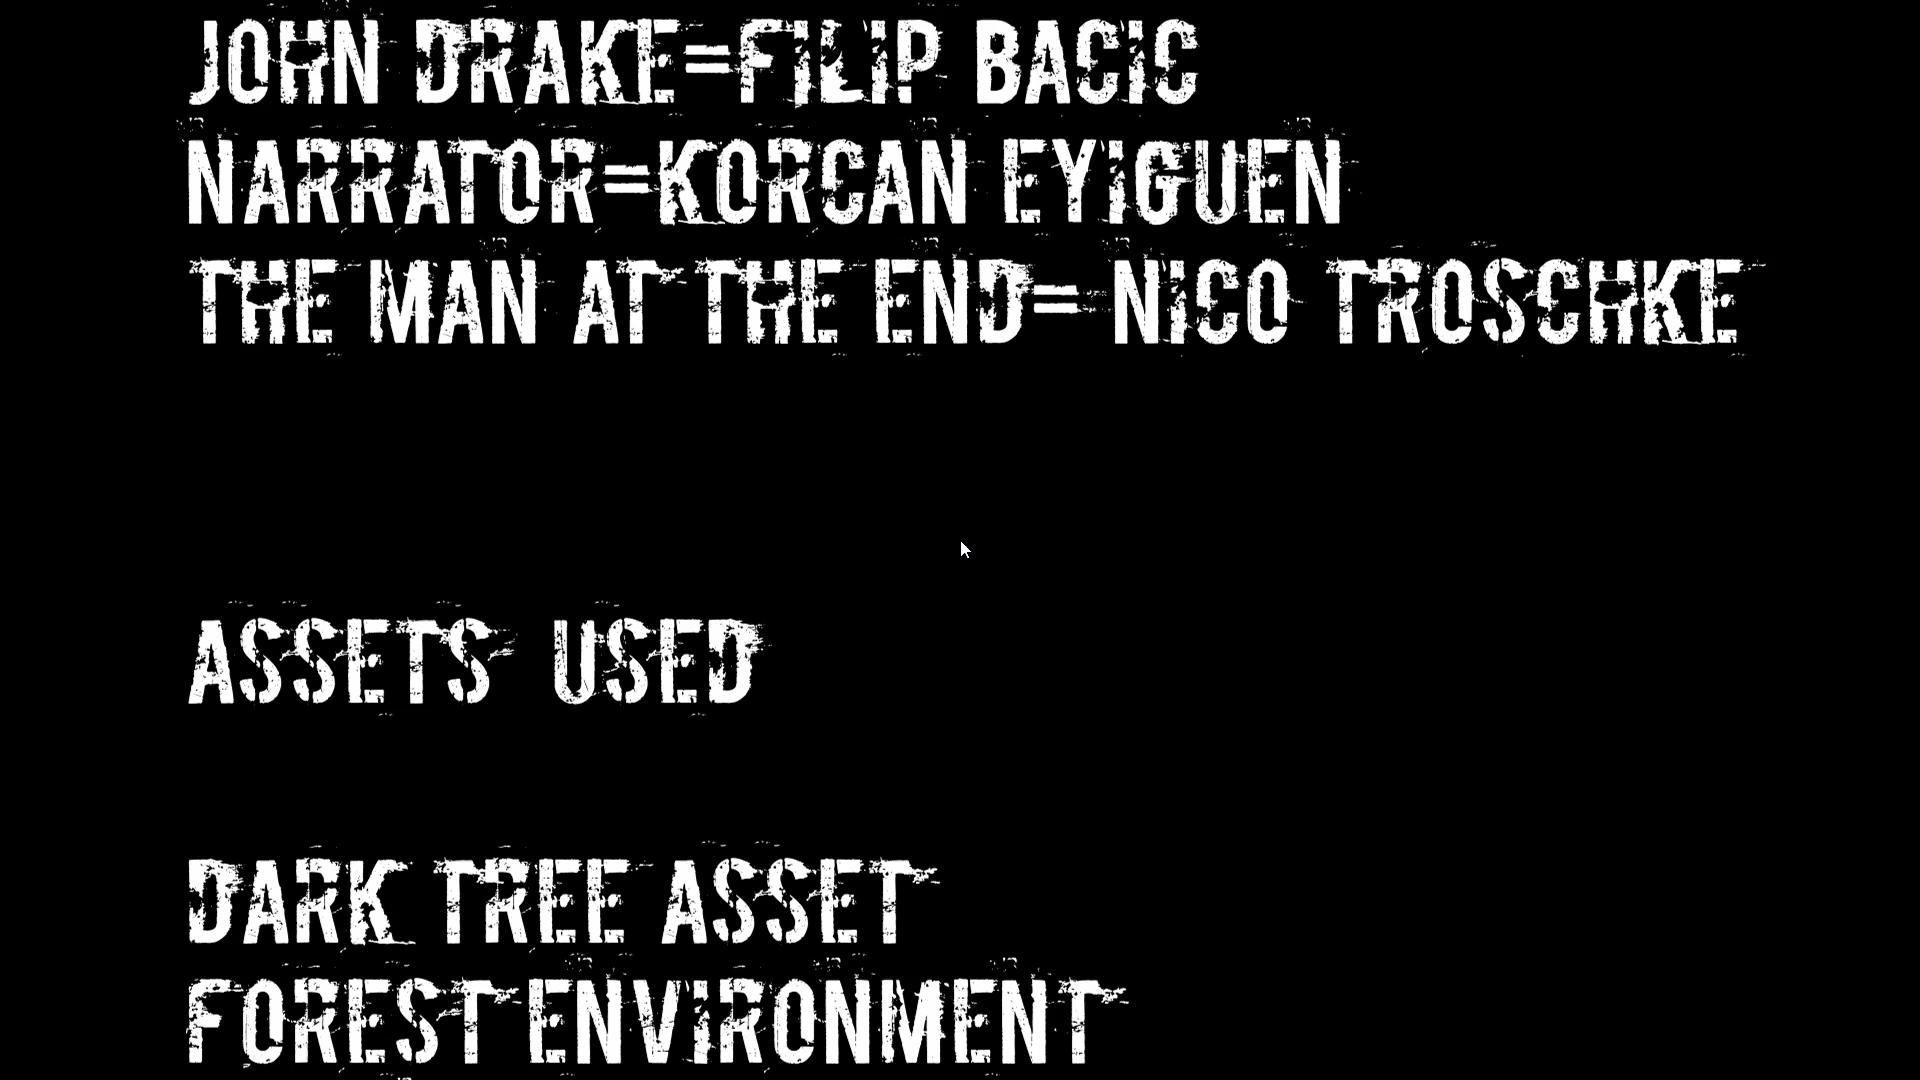 JOHN DRAKE=FILIP BACIC
NARRATOR=KORCAN EYIGUEN
THE MAN AT THE END= NICO TROSCHKE
ASSETS USED
DARK TREE ASSET
FOREST ENVIRONMENT